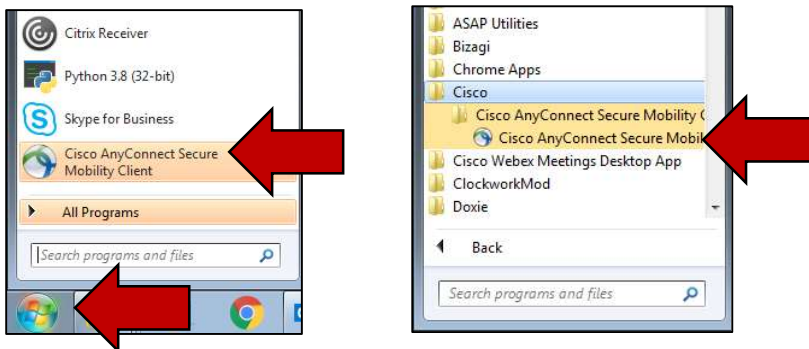 Citrix Receiver
Python 3.8 (32-bit)
Skype for Business
Cisco AnyConnect Secure
Mobility Client
All Programs
Search programs and files
ASAP Utilities
Bizagi
Chrome Apps
Cisco
Cisco AnyConnect Secure Mobility
Cisco AnyConnect Secure
Cisco Webex Meetings Desktop App
ClockworkMod
Doxie
Back
Search programs and files